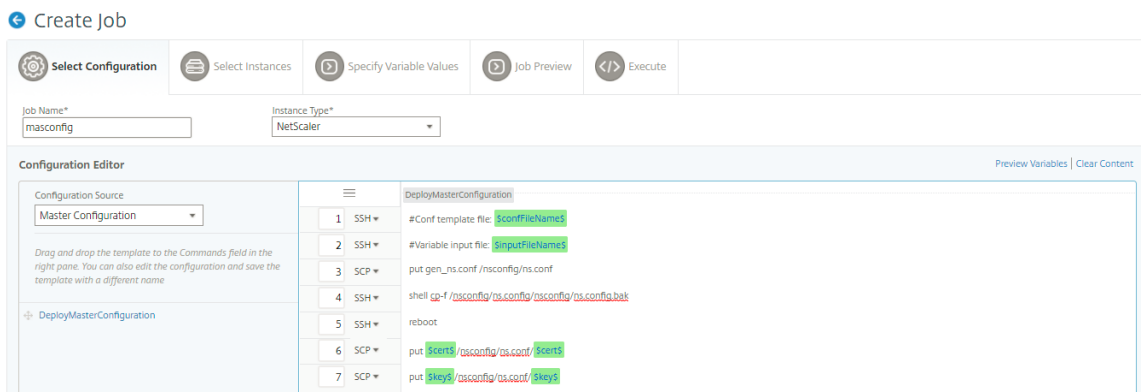 Create Job
Select Configuration
Select Instances
Specify Variable Values
Job Preview
Execute
Job Name*
Instance Type*
masconfig
NetScaler
Configuration Editor
Preview Variables | Clear Content
Configuration Source
Master Configuration
Drag and drop the template to the Commands field in the
right pane. You can also edit the configuration and save the
template with a different name
DeployMasterConfiguration
DeployMasterConfiguration
1 SSH #Conf template file: $confFileName$
2 SSH #Variable input file: $inputFileName$
3 SCP put gen_ns.conf /nsconfig/ns.conf
4 SSH shell cp-f /nsconfig/ns.config/nsconfig/ns.config.bak
5 SSH reboot
6 SCP put $cert$ /nsconfig/ns.conf/ $cert$
7 SCP put $key$ /nsconfig/ns.conf/ $key$